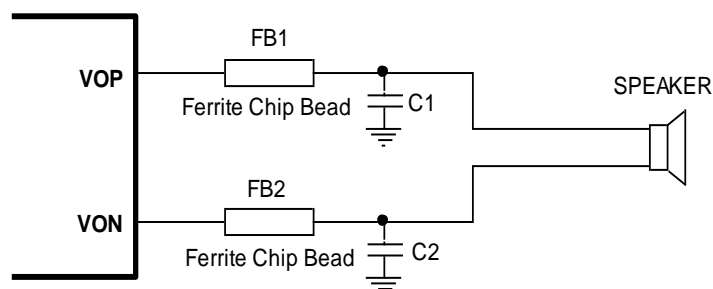 FB1
VOP
Ferrite Chip Bead
C1
SPEAKER
FB2
VON
Ferrite Chip Bead
C2